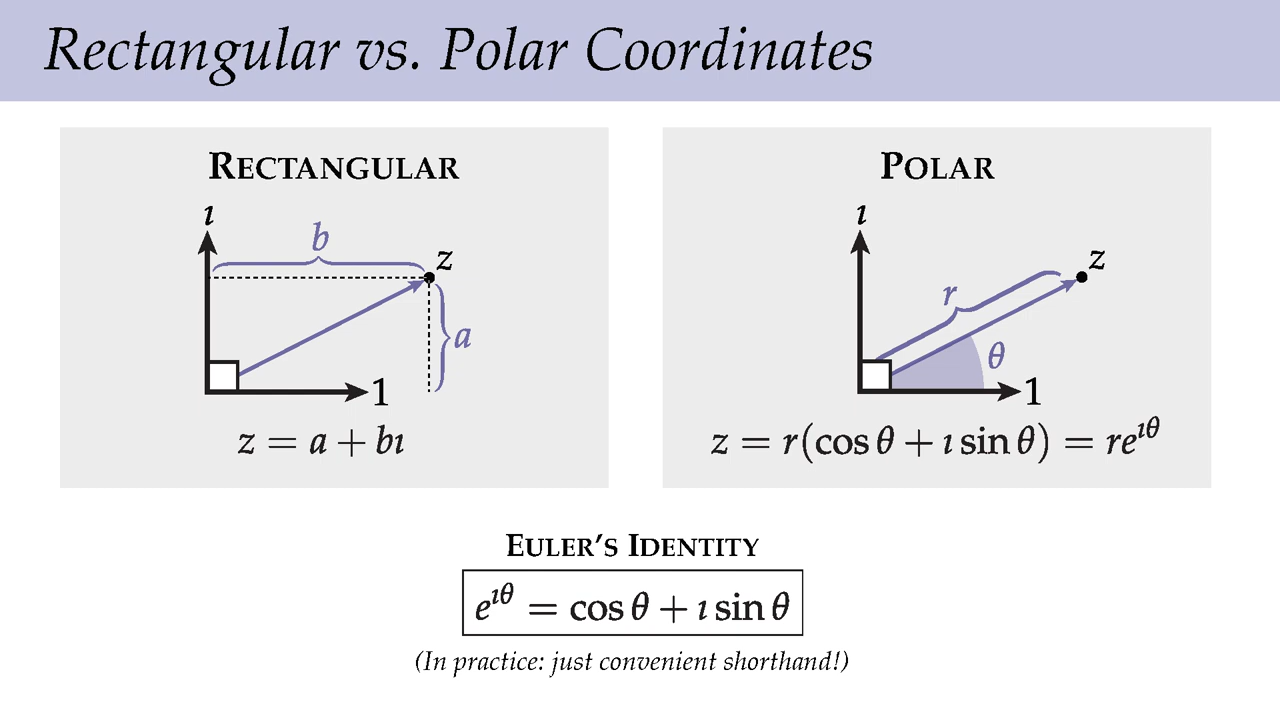 Rectangular vs. Polar Coordinates
RECTANGULAR
ı
b
z
a
1
z = a + bı
POLAR
ı
z
r
θ
1
z = r(cos θ + ı sin θ) = re^{ıθ}
EULER'S IDENTITY
e^{ıθ} = cos θ + ı sin θ
(In practice: just convenient shorthand!)